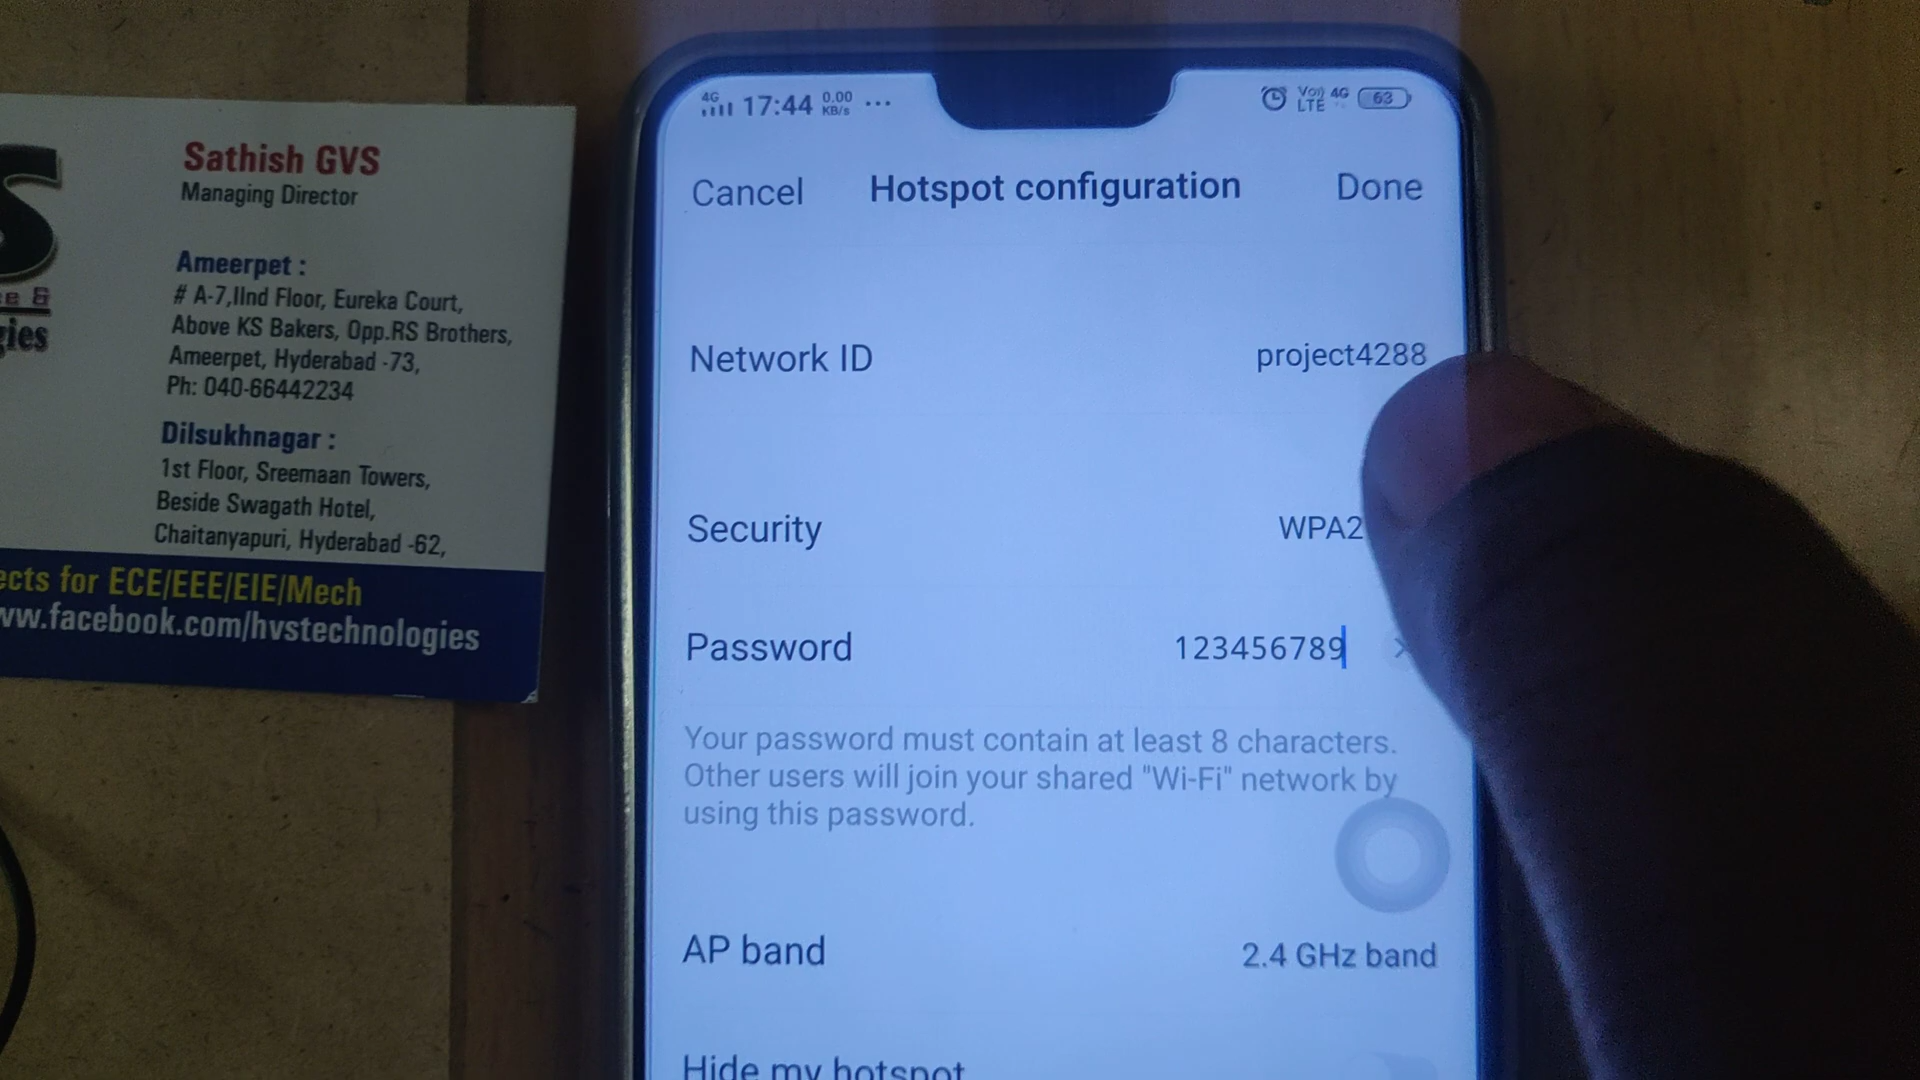 S
e &
gies
Sathish GVS
Managing Director
Ameerpet :
# A-7,IInd Floor, Eureka Court,
Above KS Bakers, Opp.RS Brothers,
Ameerpet, Hyderabad -73,
Ph: 040-66442234
Dilsukhnagar :
1st Floor, Sreemaan Towers,
Beside Swagath Hotel,
Chaitanyapuri, Hyderabad -62,
ects for ECE/EEE/EIE/Mech
ww.facebook.com/hvstechnologies
4G 17:44 0.00 KB/s ... VoLTE 4G 63
Cancel Hotspot configuration Done
Network ID project4288
Security WPA2
Password 123456789
Your password must contain at least 8 characters.
Other users will join your shared "Wi-Fi" network by
using this password.
AP band 2.4 GHz band
Hide my hotspot